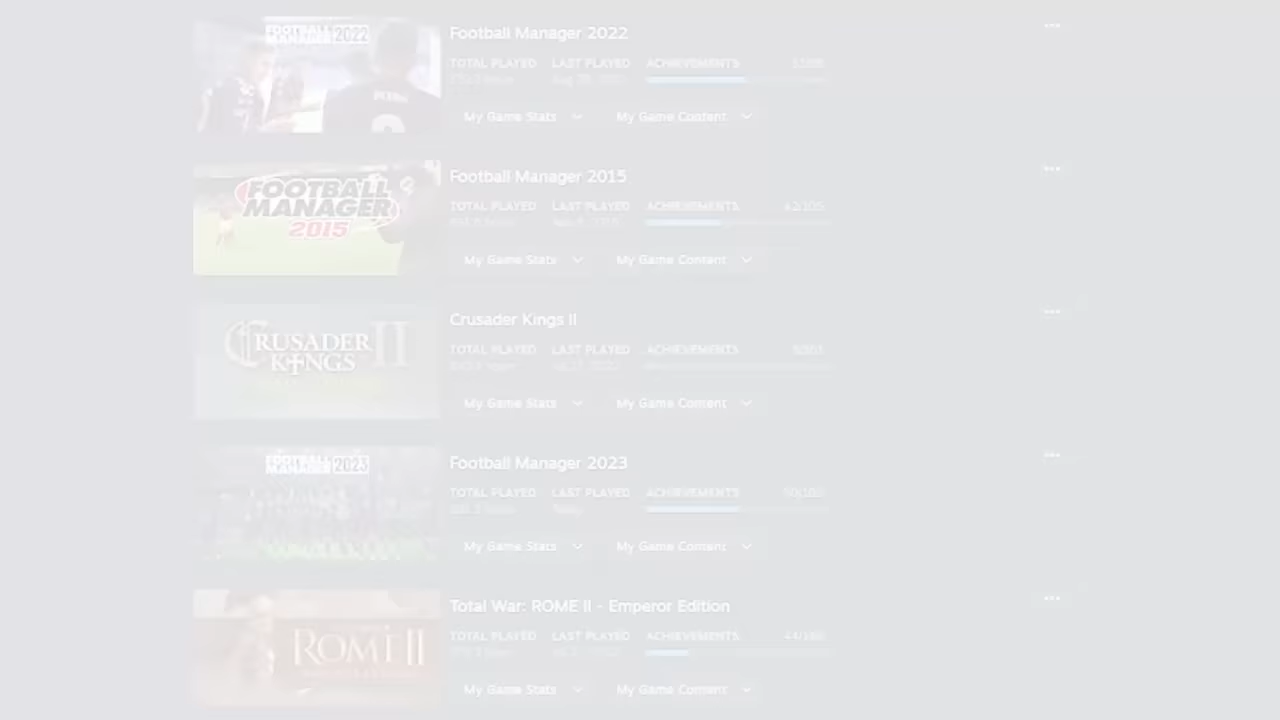 FOOTBALL MANAGER 2022
Football Manager 2022
TOTAL PLAYED LAST PLAYED ACHIEVEMENTS
My Game Stats My Game Content
FOOTBALL
MANAGER
2015
Football Manager 2015
TOTAL PLAYED LAST PLAYED ACHIEVEMENTS 42/105
My Game Stats My Game Content
CRUSADER II
KINGS
Crusader Kings II
TOTAL PLAYED LAST PLAYED ACHIEVEMENTS
My Game Stats My Game Content
FOOTBALL MANAGER 2023
Football Manager 2023
TOTAL PLAYED LAST PLAYED ACHIEVEMENTS
My Game Stats My Game Content
ROME II
Total War: ROME II - Emperor Edition
TOTAL PLAYED LAST PLAYED ACHIEVEMENTS
My Game Stats My Game Content